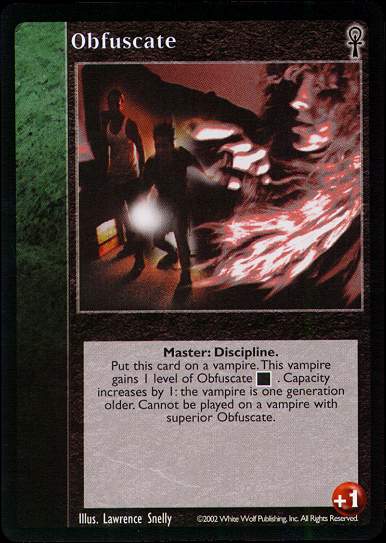 Obfuscate
Master: Discipline.
Put this card on a vampire. This vampire
gains 1 level of Obfuscate . Capacity
increases by 1: the vampire is one generation
older. Cannot be played on a vampire with
superior Obfuscate.
+1
Illus. Lawrence Snelly ©2002 White Wolf Publishing, Inc. All Rights Reserved.